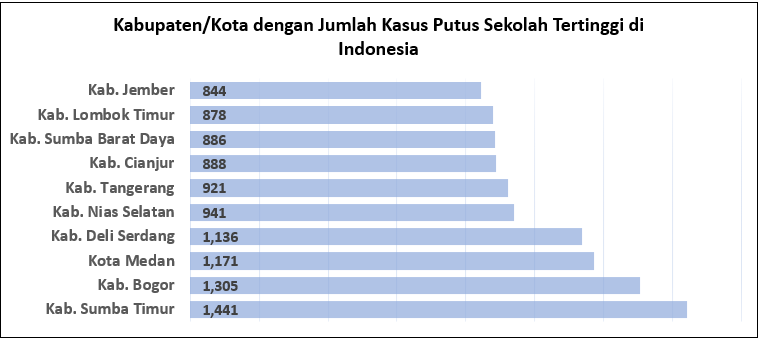 Kabupaten/Kota dengan Jumlah Kasus Putus Sekolah Tertinggi di
Indonesia
Kab. Jember 844
Kab. Lombok Timur 878
Kab. Sumba Barat Daya 886
Kab. Cianjur 888
Kab. Tangerang 921
Kab. Nias Selatan 941
Kab. Deli Serdang 1,136
Kota Medan 1,171
Kab. Bogor 1,305
Kab. Sumba Timur 1,441